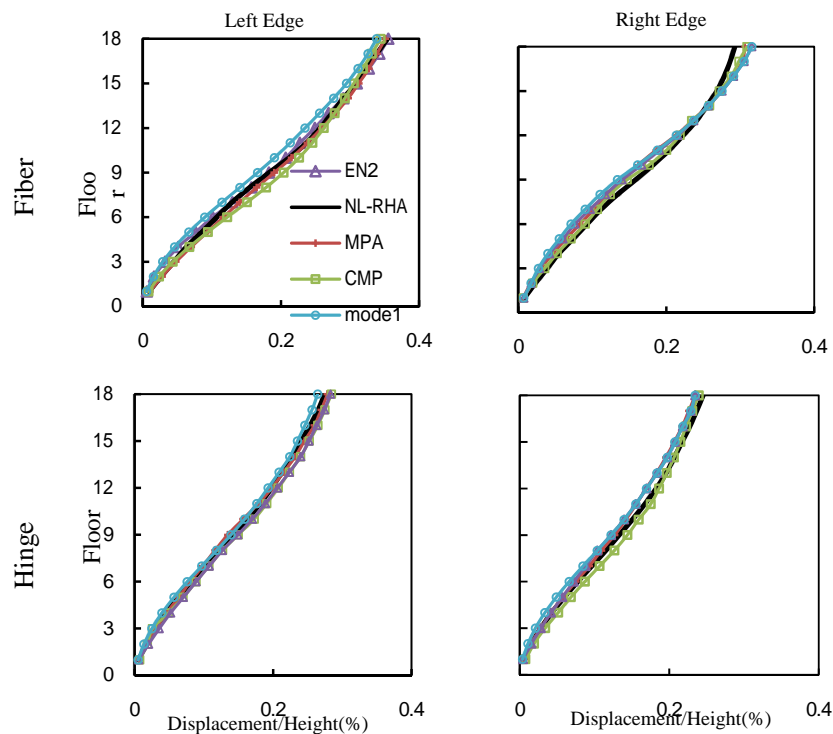 Left Edge
Right Edge
Fiber
Floo
r
18
15
12
9
6
3
0
EN2
NL-RHA
MPA
CMP
mode1
0
0.2
0.4
0
0.2
0.4
Hinge
Floor
18
15
12
9
6
3
0
0
0.2
0.4
Displacement/Height(%)
0
0.2
0.4
Displacement/Height(%)